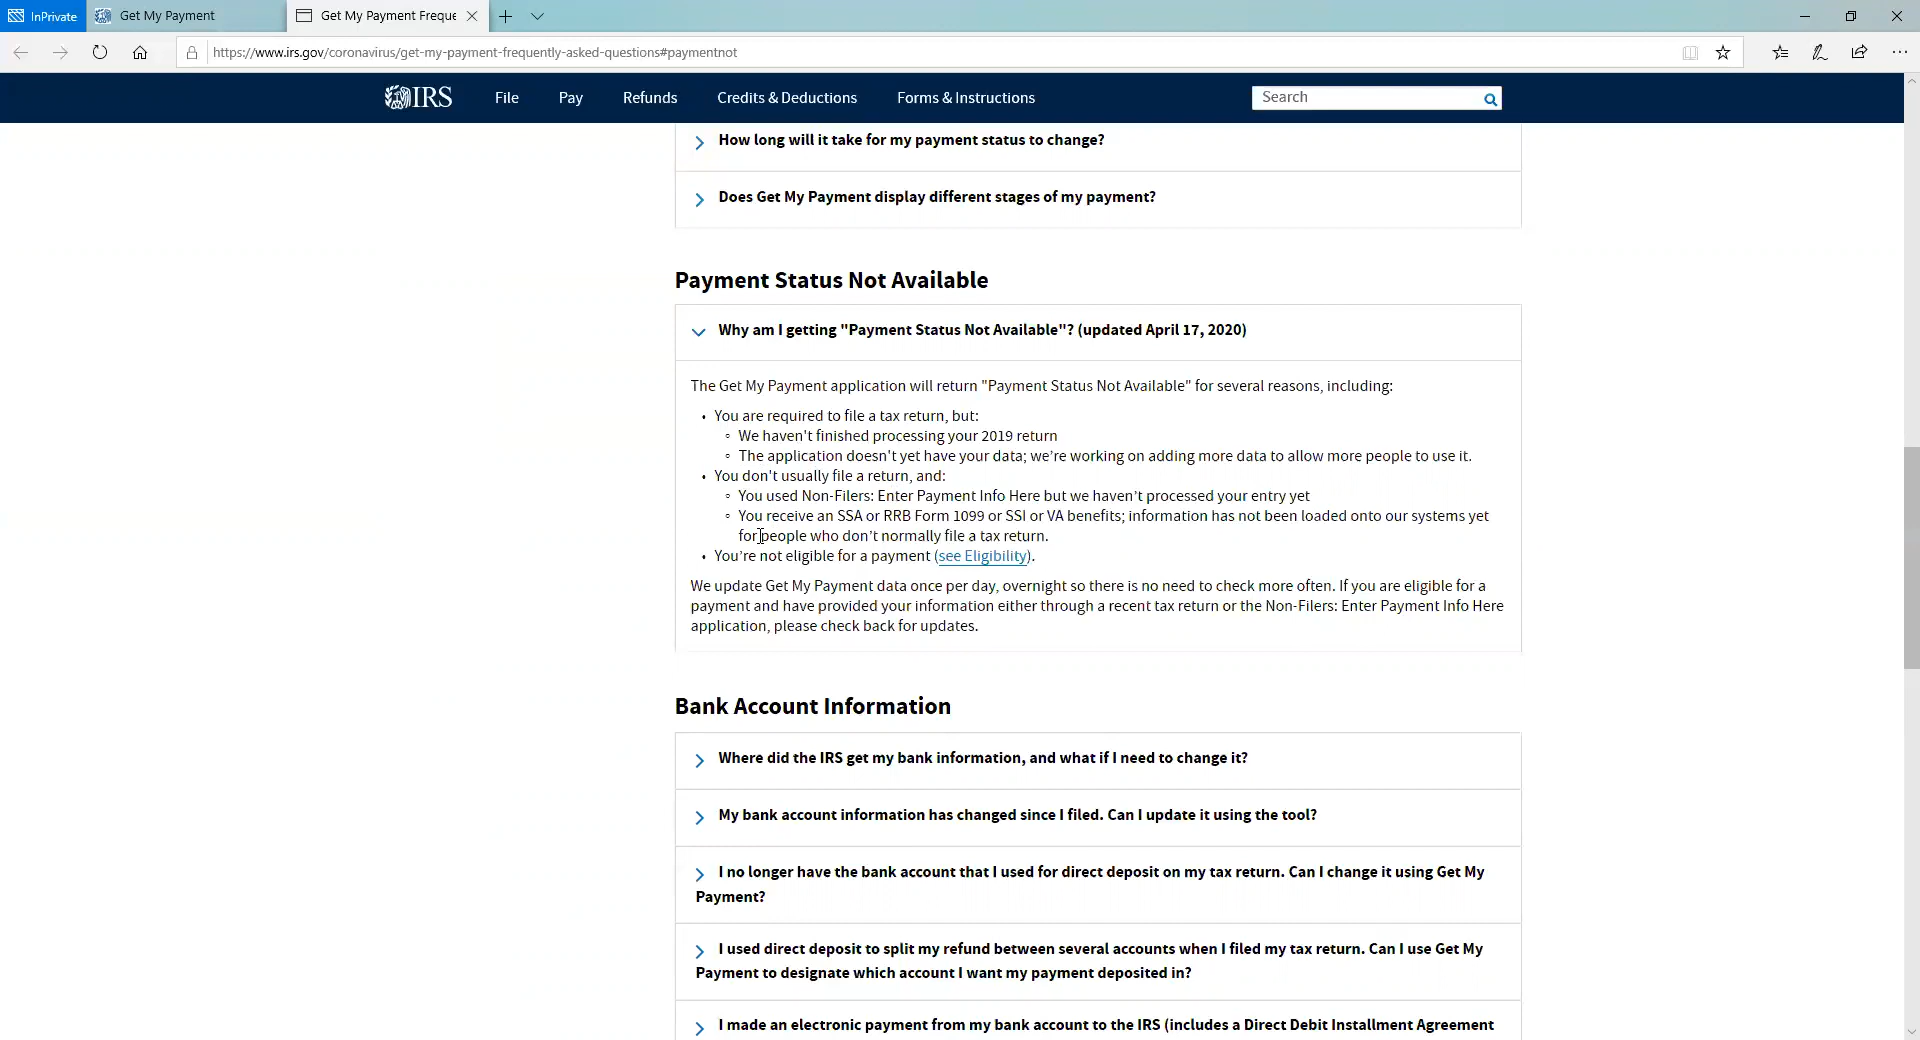 InPrivate
Get My Payment
Get My Payment Freque
https://www.irs.gov/coronavirus/get-my-payment-frequently-asked-questions#paymentnot
IRS
File
Pay
Refunds
Credits & Deductions
Forms & Instructions
Search
How long will it take for my payment status to change?
Does Get My Payment display different stages of my payment?
Payment Status Not Available
Why am I getting "Payment Status Not Available"? (updated April 17, 2020)
The Get My Payment application will return "Payment Status Not Available" for several reasons, including:
• You are required to file a tax return, but:
◦ We haven't finished processing your 2019 return
◦ The application doesn't yet have your data; we’re working on adding more data to allow more people to use it.
• You don't usually file a return, and:
◦ You used Non-Filers: Enter Payment Info Here but we haven’t processed your entry yet
◦ You receive an SSA or RRB Form 1099 or SSI or VA benefits; information has not been loaded onto our systems yet
for people who don’t normally file a tax return.
• You’re not eligible for a payment (see Eligibility).
We update Get My Payment data once per day, overnight so there is no need to check more often. If you are eligible for a
payment and have provided your information either through a recent tax return or the Non-Filers: Enter Payment Info Here
application, please check back for updates.
Bank Account Information
Where did the IRS get my bank information, and what if I need to change it?
My bank account information has changed since I filed. Can I update it using the tool?
I no longer have the bank account that I used for direct deposit on my tax return. Can I change it using Get My
Payment?
I used direct deposit to split my refund between several accounts when I filed my tax return. Can I use Get My
Payment to designate which account I want my payment deposited in?
I made an electronic payment from my bank account to the IRS (includes a Direct Debit Installment Agreement